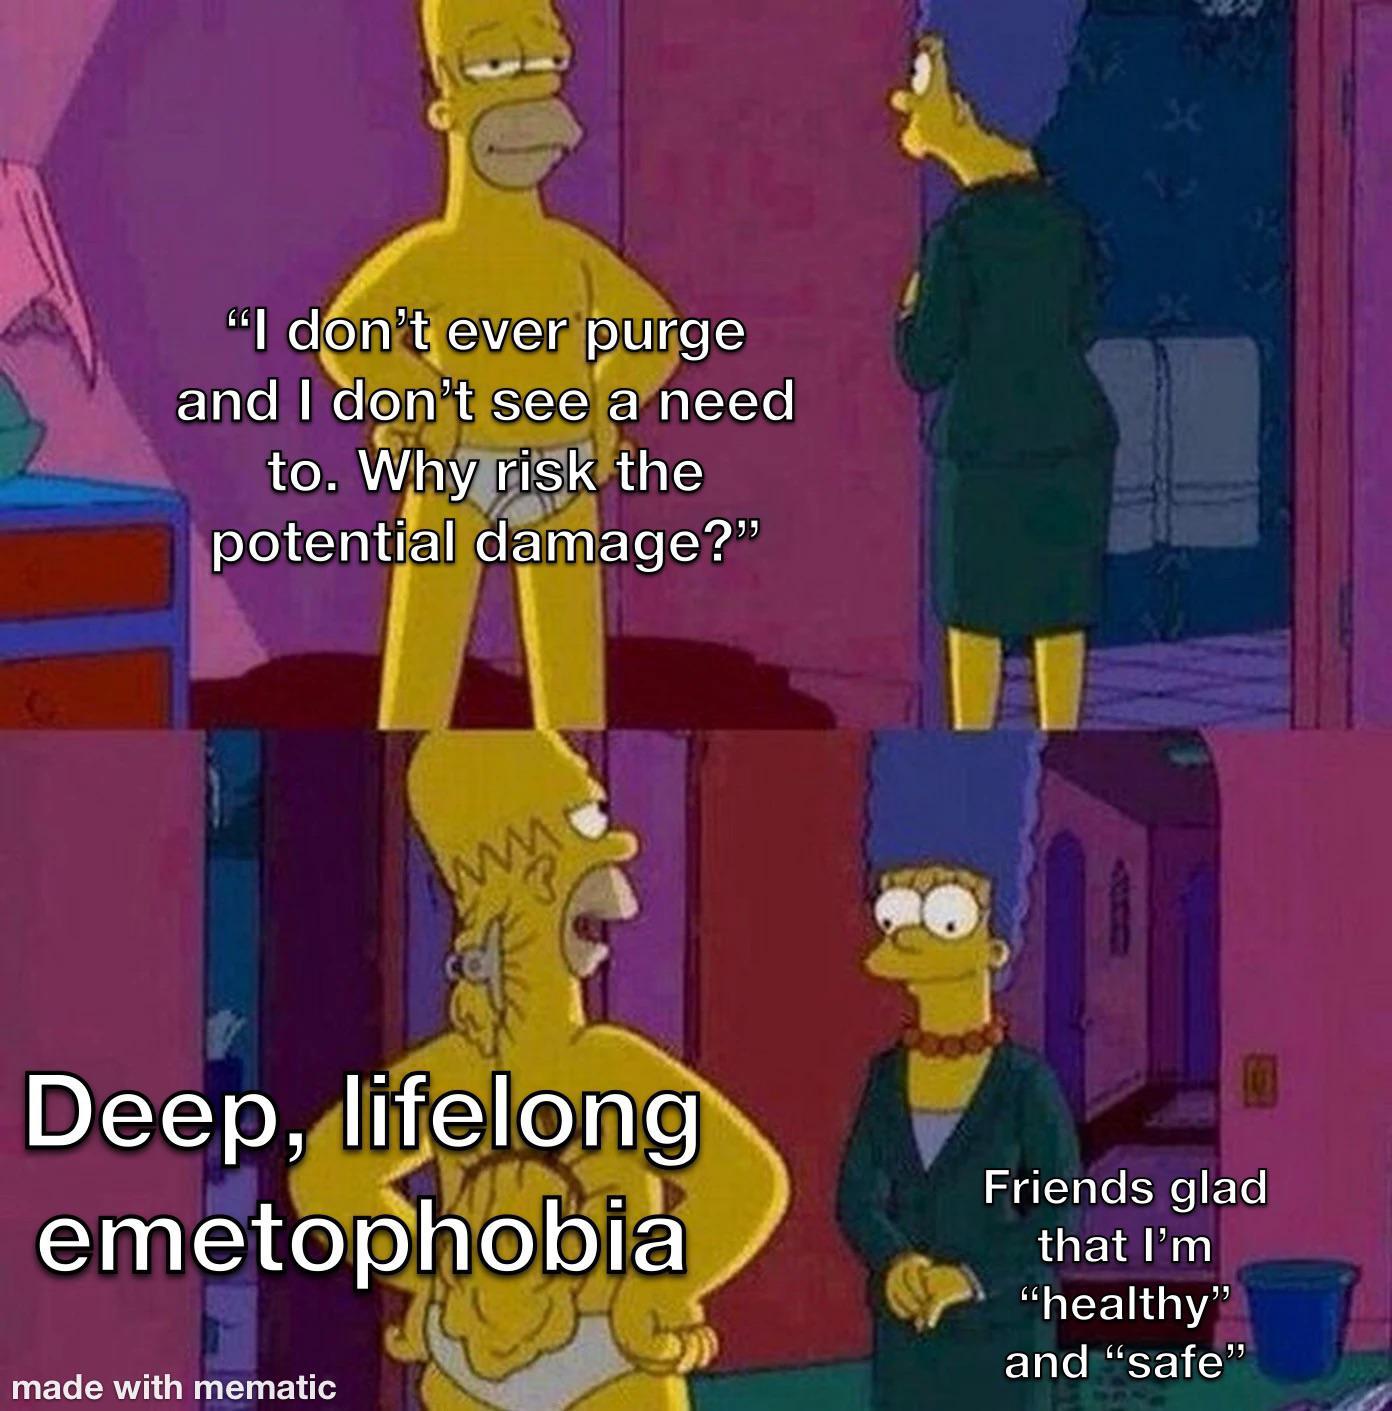 “I don’t ever purge
and I don’t see a need
to. Why risk the
potential damage?”
Deep, lifelong
emetophobia
Friends glad
that I’m
“healthy”
and “safe”
made with mematic